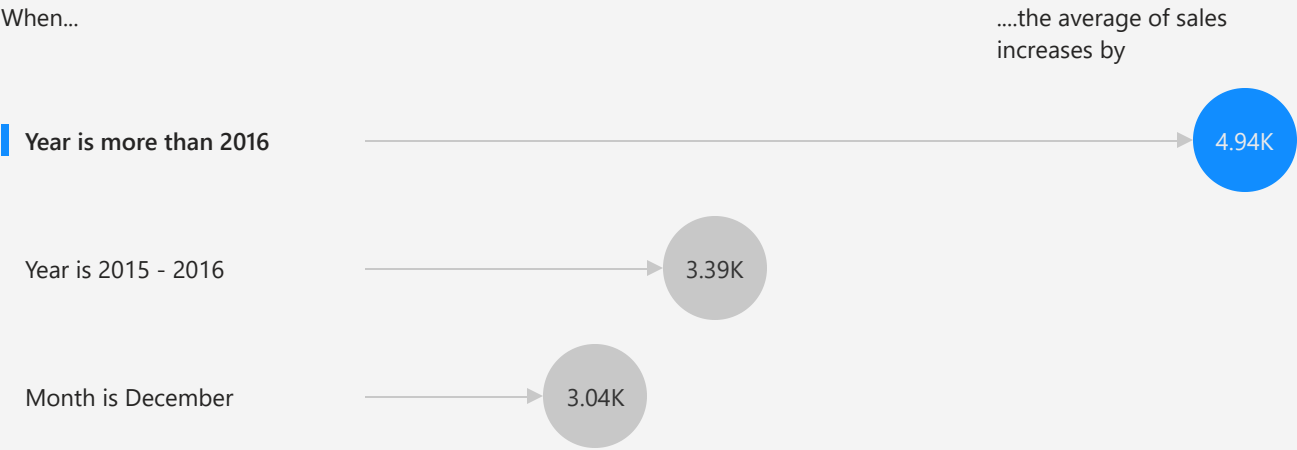 When...
....the average of sales
increases by
Year is more than 2016
4.94K
Year is 2015 - 2016
3.39K
Month is December
3.04K